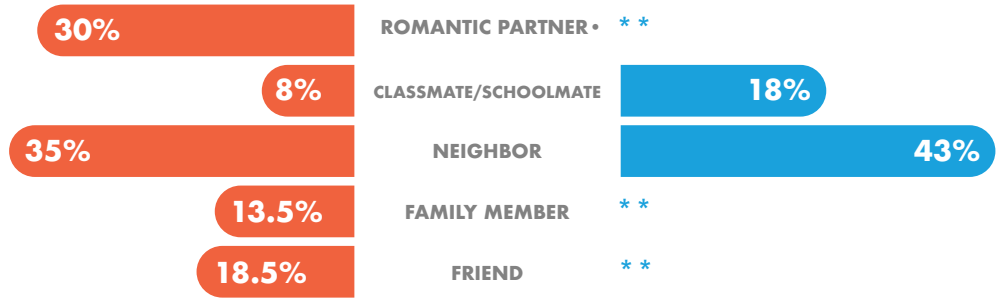 30% ROMANTIC PARTNER• * *
8% CLASSMATE/SCHOOLMATE 18%
35% NEIGHBOR 43%
13.5% FAMILY MEMBER * *
18.5% FRIEND * *